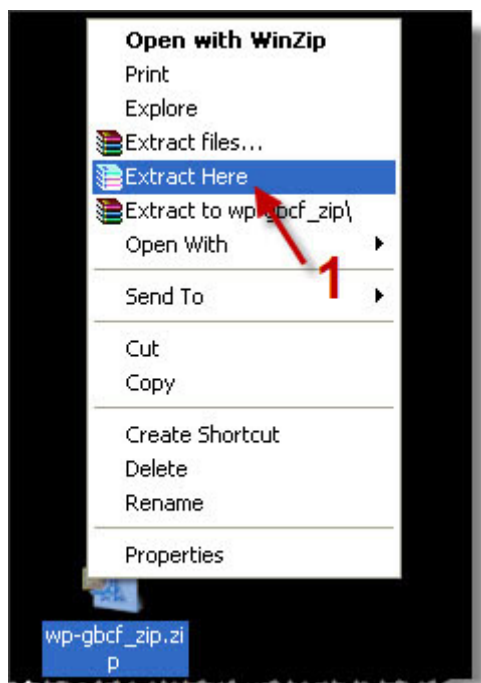 Open with WinZip
Print
Explore
Extract files...
Extract Here
Extract to wp-gbcf_zip\
Open With
1
Send To
Cut
Copy
Create Shortcut
Delete
Rename
Properties
wp-gbcf_zip.zi
p